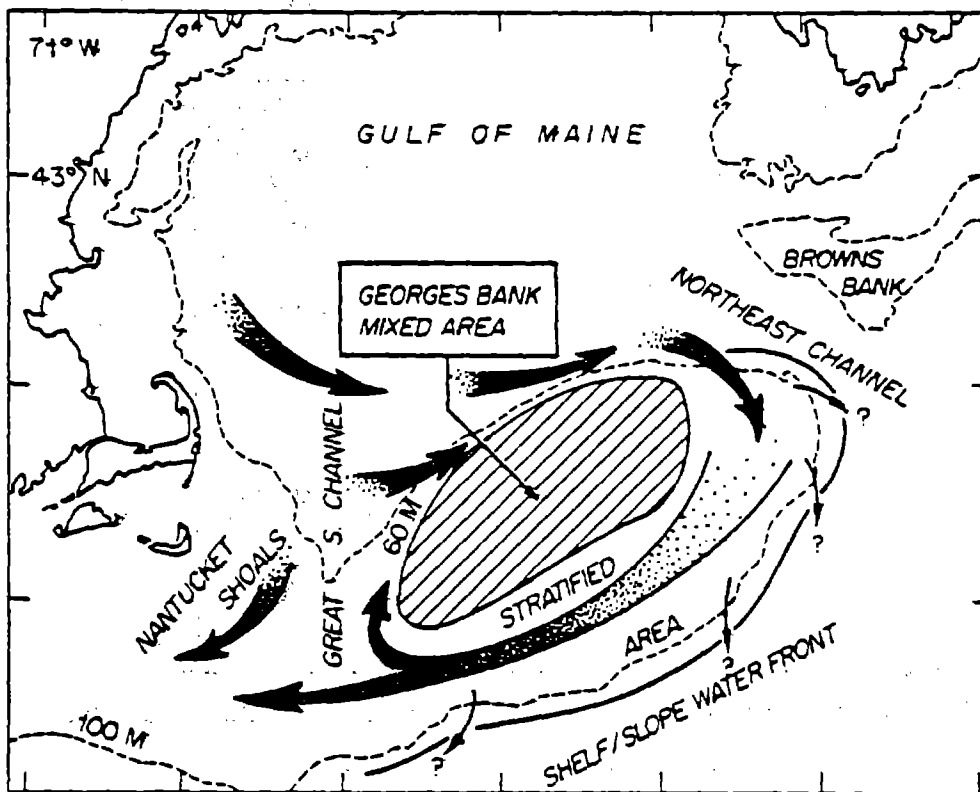 71° W
GULF OF MAINE
43° N
BROWNS
BANK
GEORGES BANK
MIXED AREA
NORTHEAST CHANNEL
?
GREAT S. CHANNEL
60 M
NANTUCKET
SHOALS
STRATIFIED
AREA
?
?
SHELF/SLOPE WATER FRONT
100 M
?